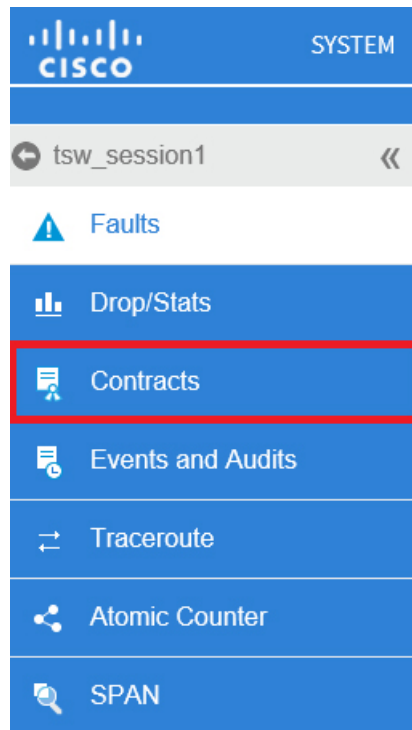 CISCO
SYSTEM
tsw_session1
Faults
Drop/Stats
Contracts
Events and Audits
Traceroute
Atomic Counter
SPAN